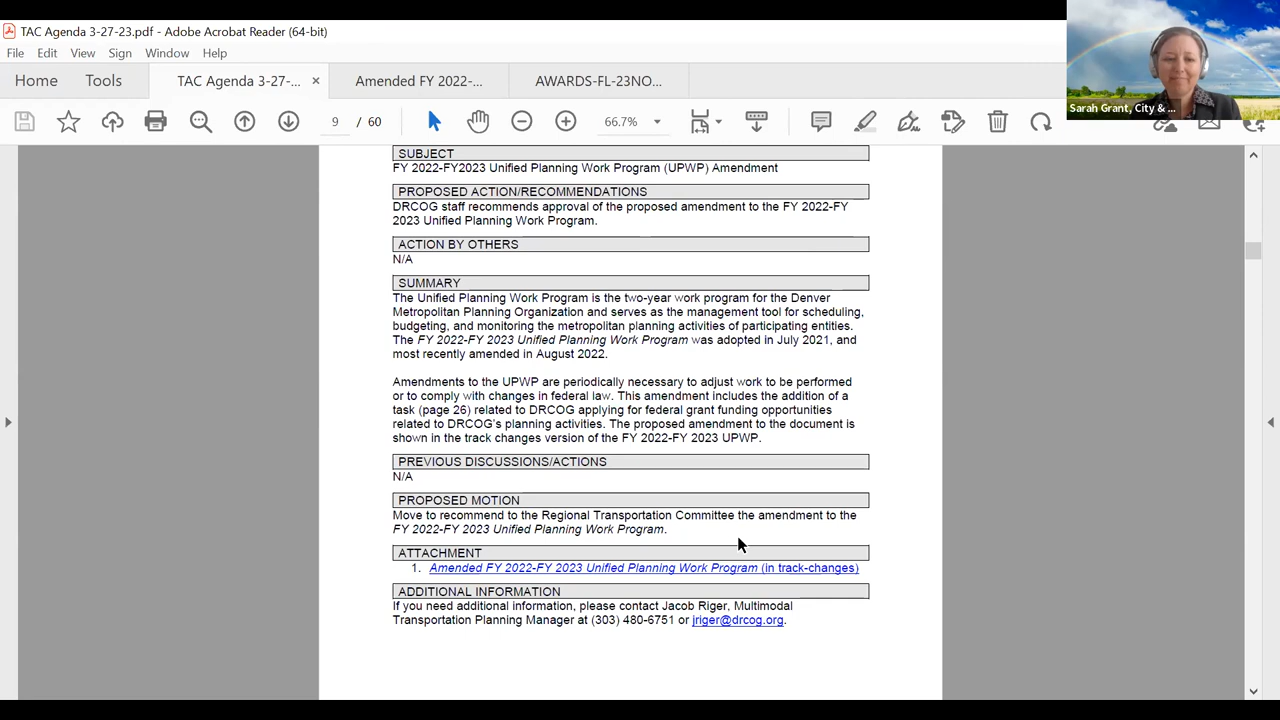 TAC Agenda 3-27-23.pdf - Adobe Acrobat Reader (64-bit)
File Edit View Sign Window Help
Home Tools TAC Agenda 3-27-... × Amended FY 2022-... AWARDS-FL-23NO...
9 / 60 66.7%
Sarah Grant, City & ...
SUBJECT
FY 2022-FY2023 Unified Planning Work Program (UPWP) Amendment
PROPOSED ACTION/RECOMMENDATIONS
DRCOG staff recommends approval of the proposed amendment to the FY 2022-FY
2023 Unified Planning Work Program.
ACTION BY OTHERS
N/A
SUMMARY
The Unified Planning Work Program is the two-year work program for the Denver
Metropolitan Planning Organization and serves as the management tool for scheduling,
budgeting, and monitoring the metropolitan planning activities of participating entities.
The FY 2022-FY 2023 Unified Planning Work Program was adopted in July 2021, and
most recently amended in August 2022.
Amendments to the UPWP are periodically necessary to adjust work to be performed
or to comply with changes in federal law. This amendment includes the addition of a
task (page 26) related to DRCOG applying for federal grant funding opportunities
related to DRCOG's planning activities. The proposed amendment to the document is
shown in the track changes version of the FY 2022-FY 2023 UPWP.
PREVIOUS DISCUSSIONS/ACTIONS
N/A
PROPOSED MOTION
Move to recommend to the Regional Transportation Committee the amendment to the
FY 2022-FY 2023 Unified Planning Work Program.
ATTACHMENT
1. Amended FY 2022-FY 2023 Unified Planning Work Program (in track-changes)
ADDITIONAL INFORMATION
If you need additional information, please contact Jacob Riger, Multimodal
Transportation Planning Manager at (303) 480-6751 or jriger@drcog.org.